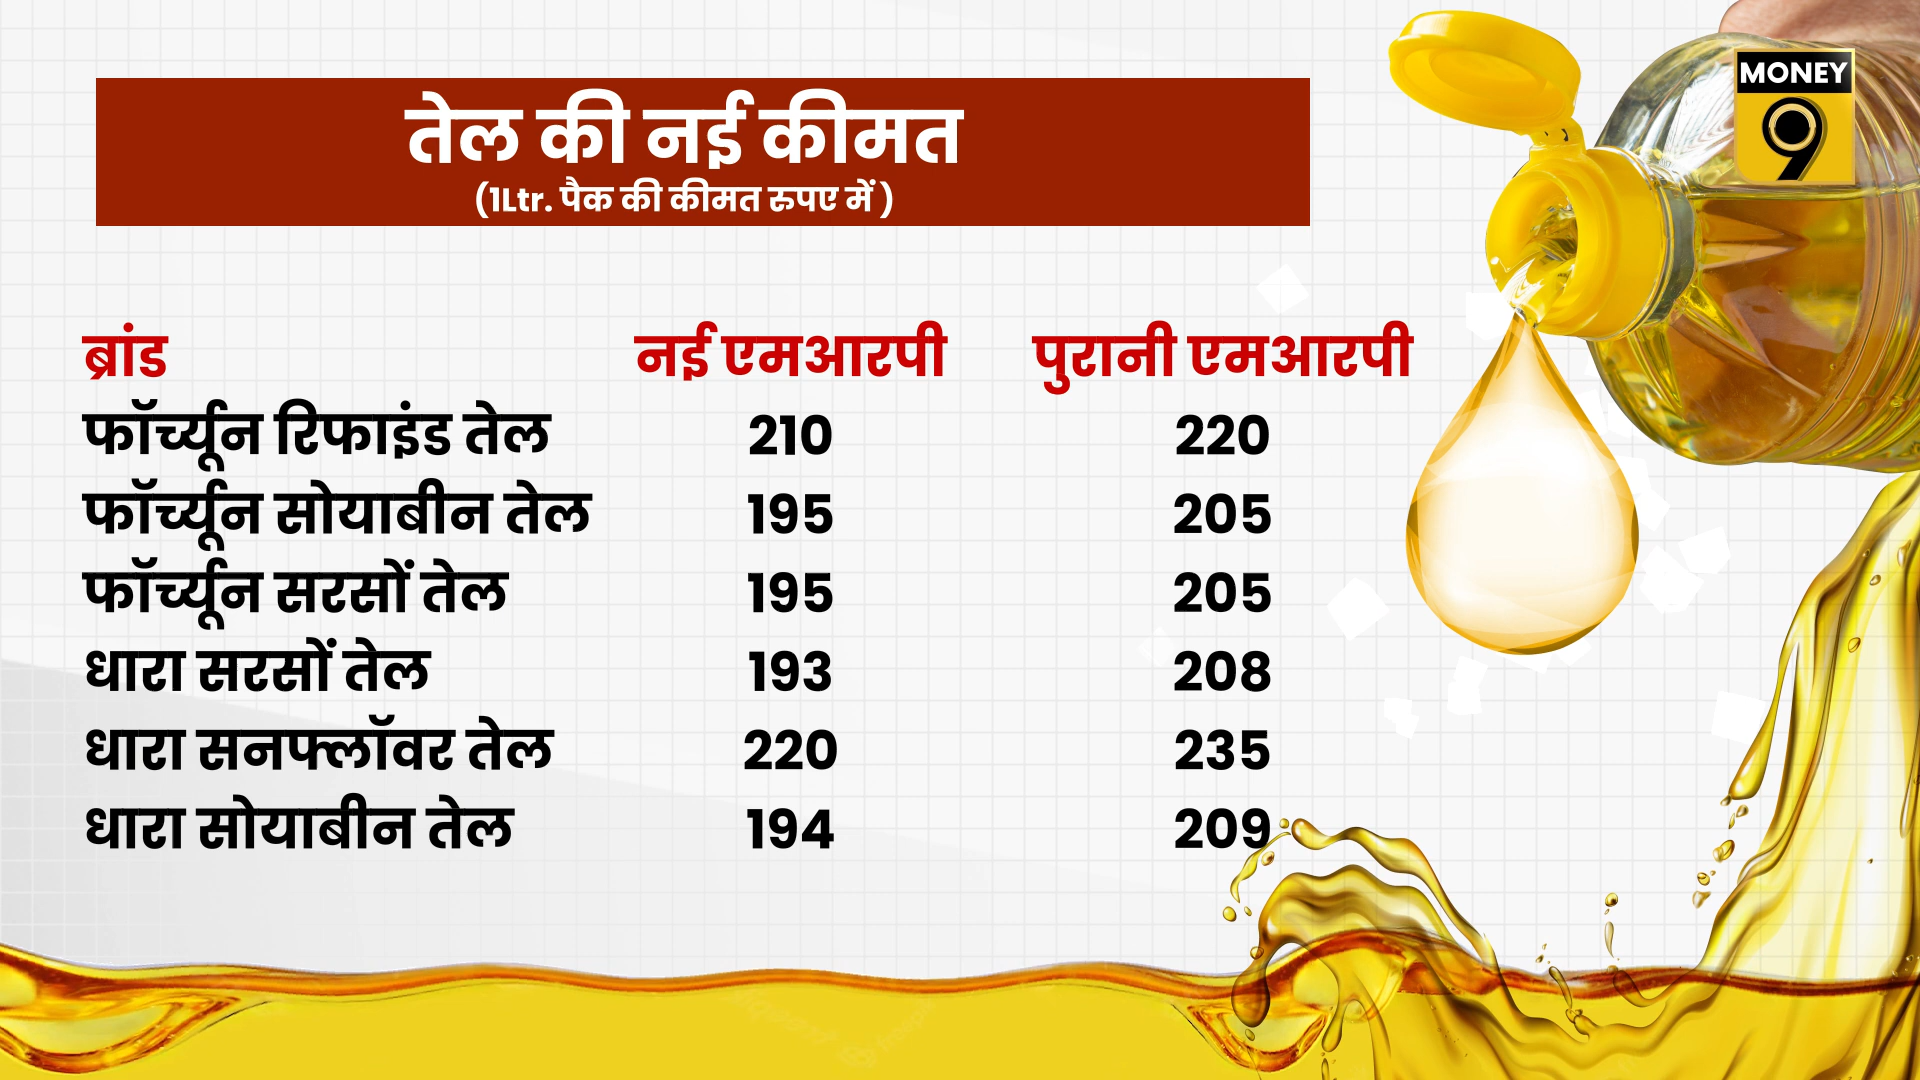 MONEY
9
तेल की नई कीमत
(1Ltr. पैक की कीमत रुपए में )
ब्रांड नई एमआरपी पुरानी एमआरपी
फॉर्च्यून रिफाइंड तेल 210 220
फॉर्च्यून सोयाबीन तेल 195 205
फॉर्च्यून सरसों तेल 195 205
धारा सरसों तेल 193 208
धारा सनफ्लॉवर तेल 220 235
धारा सोयाबीन तेल 194 209